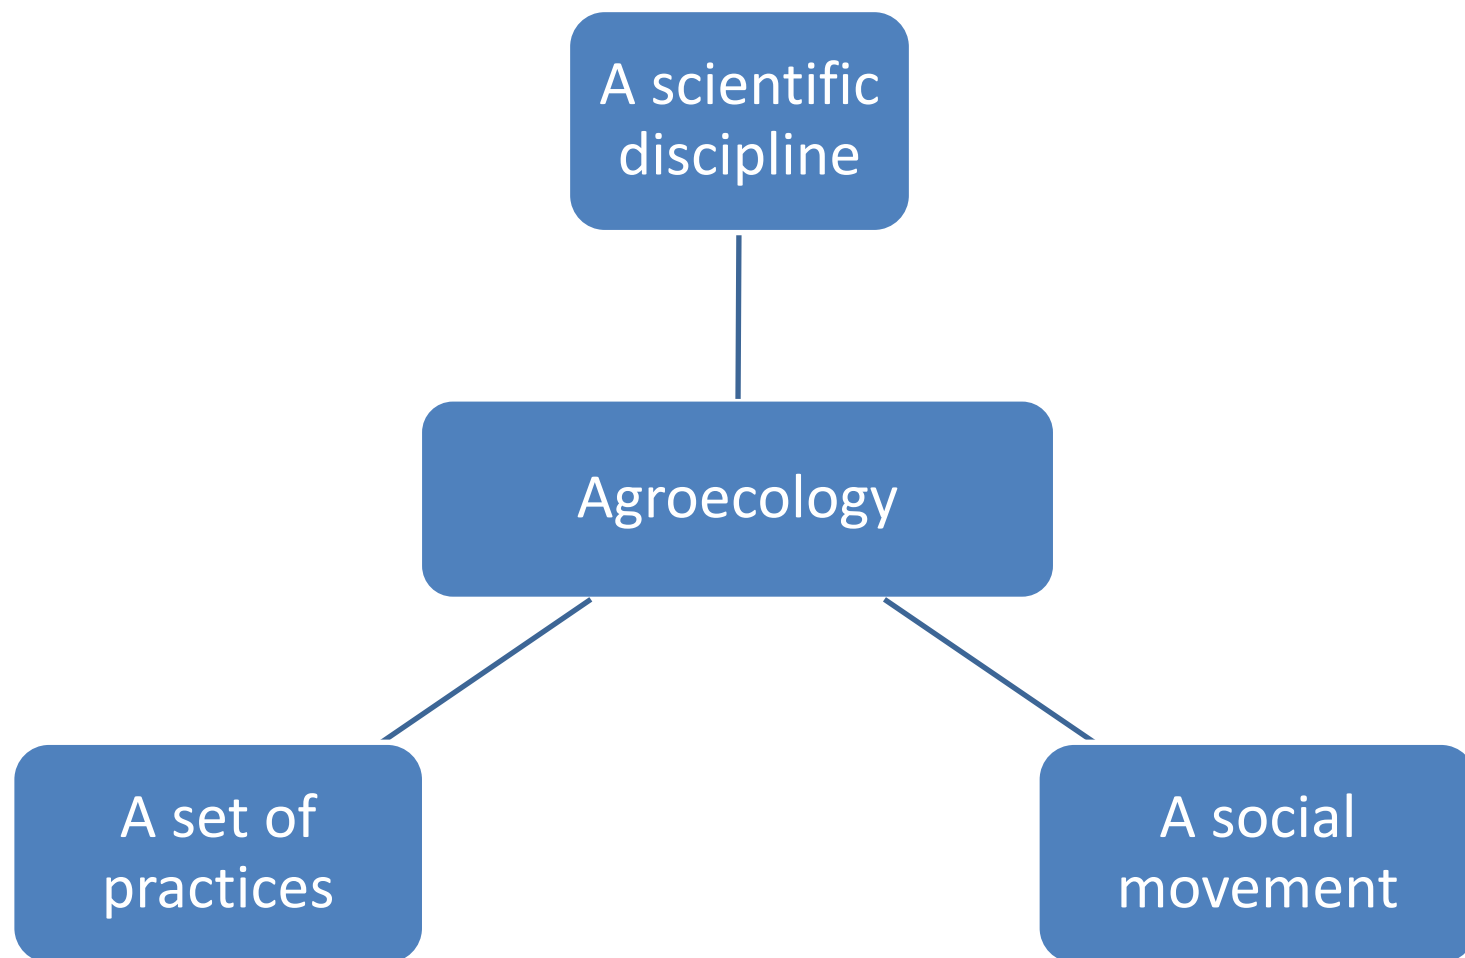 A scientific
discipline
Agroecology
A set of
practices
A social
movement